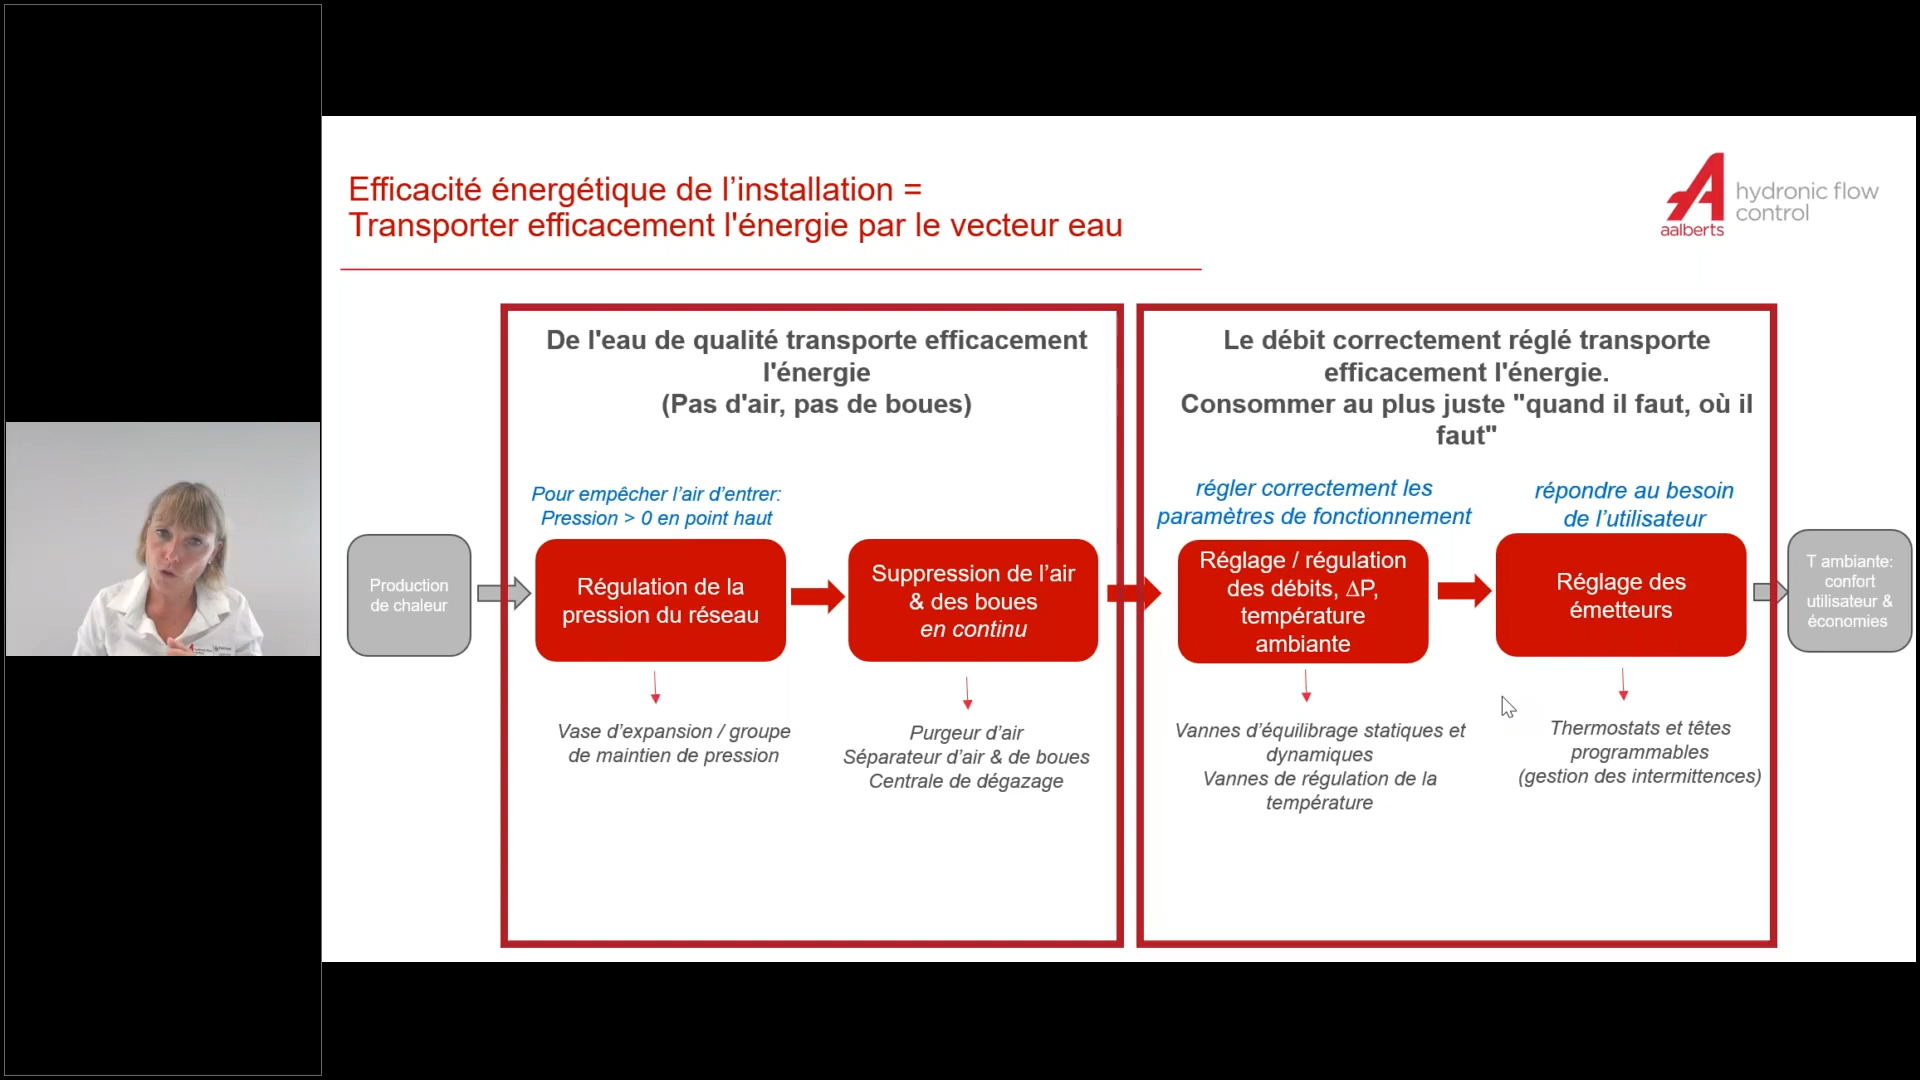 Efficacité énergétique de l’installation =
Transporter efficacement l'énergie par le vecteur eau
hydronic flow
control
aalberts
De l'eau de qualité transporte efficacement
l'énergie
(Pas d'air, pas de boues)
Le débit correctement réglé transporte
efficacement l'énergie.
Consommer au plus juste "quand il faut, où il
faut"
Pour empêcher l’air d’entrer:
Pression > 0 en point haut
régler correctement les
paramètres de fonctionnement
répondre au besoin
de l’utilisateur
Production
de chaleur
Régulation de la
pression du réseau
Suppression de l’air
& des boues
en continu
Réglage / régulation
des débits, ∆P,
température
ambiante
Réglage des
émetteurs
T ambiante:
confort
utilisateur &
économies
Vase d’expansion / groupe
de maintien de pression
Purgeur d’air
Séparateur d’air & de boues
Centrale de dégazage
Vannes d’équilibrage statiques et
dynamiques
Vannes de régulation de la
température
Thermostats et têtes
programmables
(gestion des intermittences)